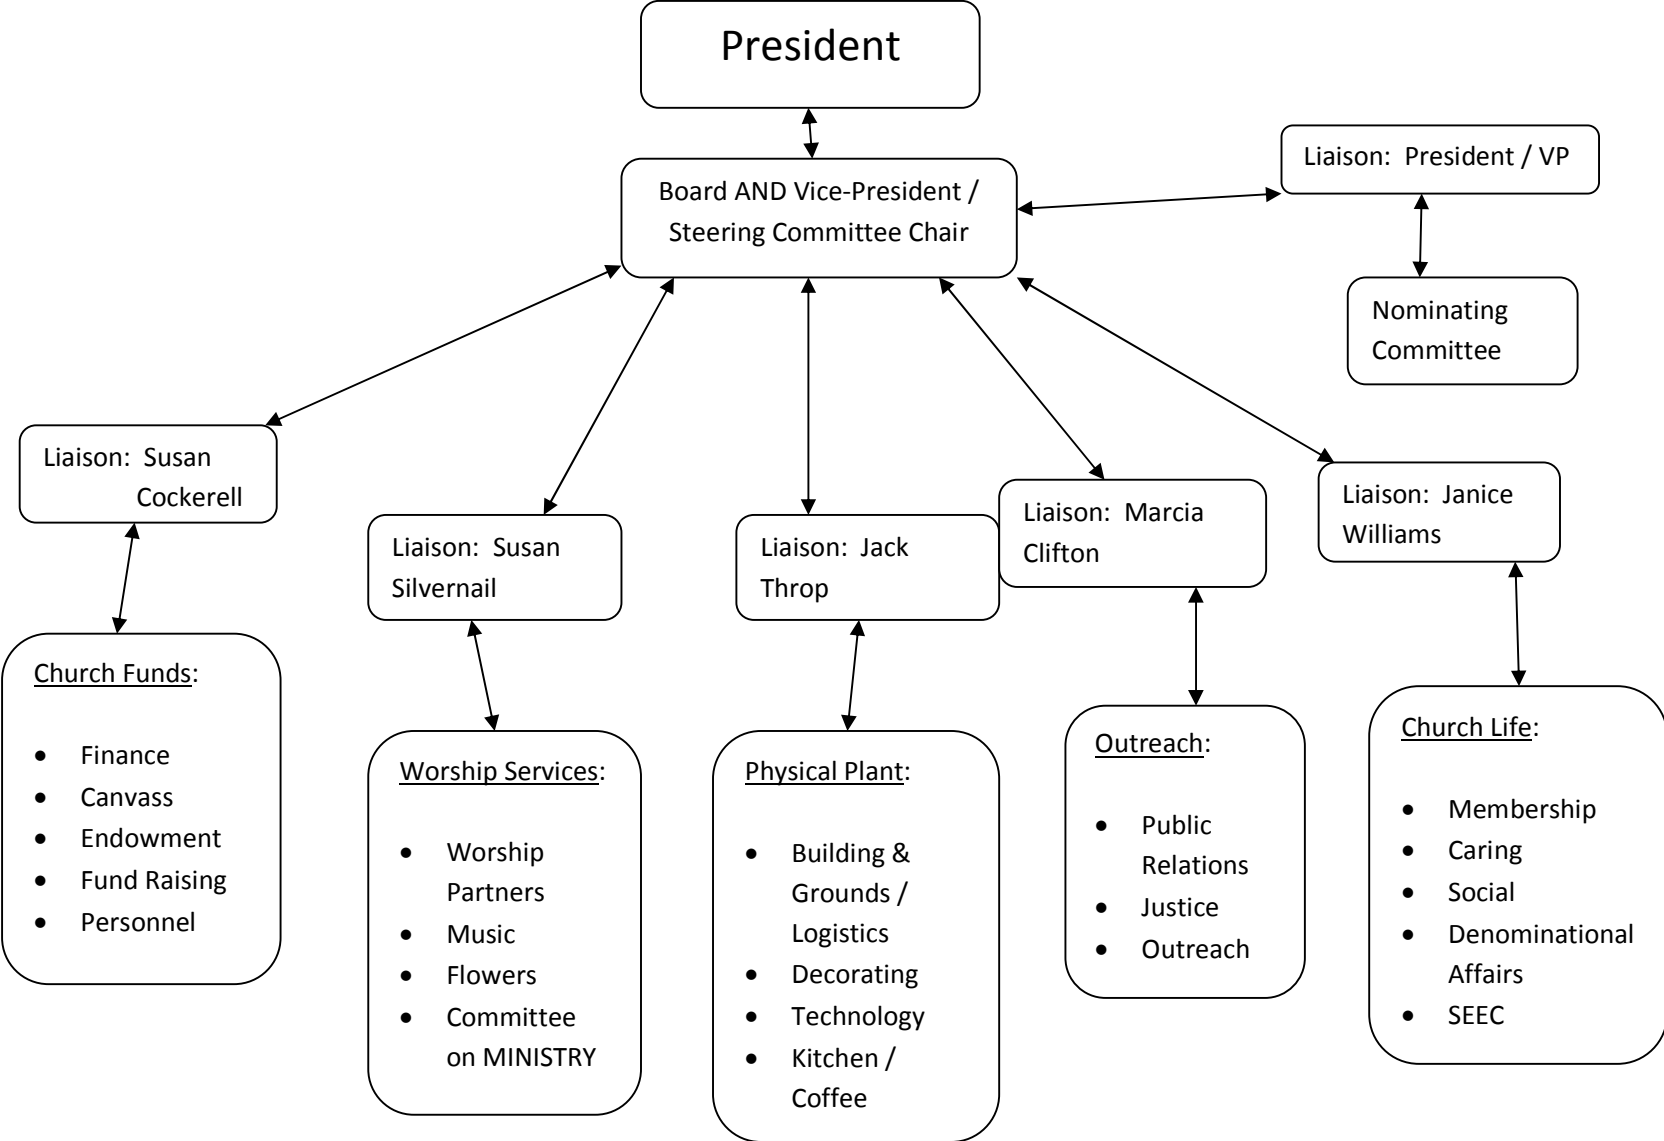 President
Board AND Vice-President /
Steering Committee Chair
Liaison: President / VP
Nominating
Committee
Liaison: Susan
Cockerell
Liaison: Susan
Silvernail
Liaison: Jack
Throp
Liaison: Marcia
Clifton
Liaison: Janice
Williams
Church Funds:
• Finance
• Canvass
• Endowment
• Fund Raising
• Personnel
Worship Services:
• Worship
Partners
• Music
• Flowers
• Committee
on MINISTRY
Physical Plant:
• Building &
Grounds /
Logistics
• Decorating
• Technology
• Kitchen /
Coffee
Outreach:
• Public
Relations
• Justice
• Outreach
Church Life:
• Membership
• Caring
• Social
• Denominational
Affairs
• SEEC